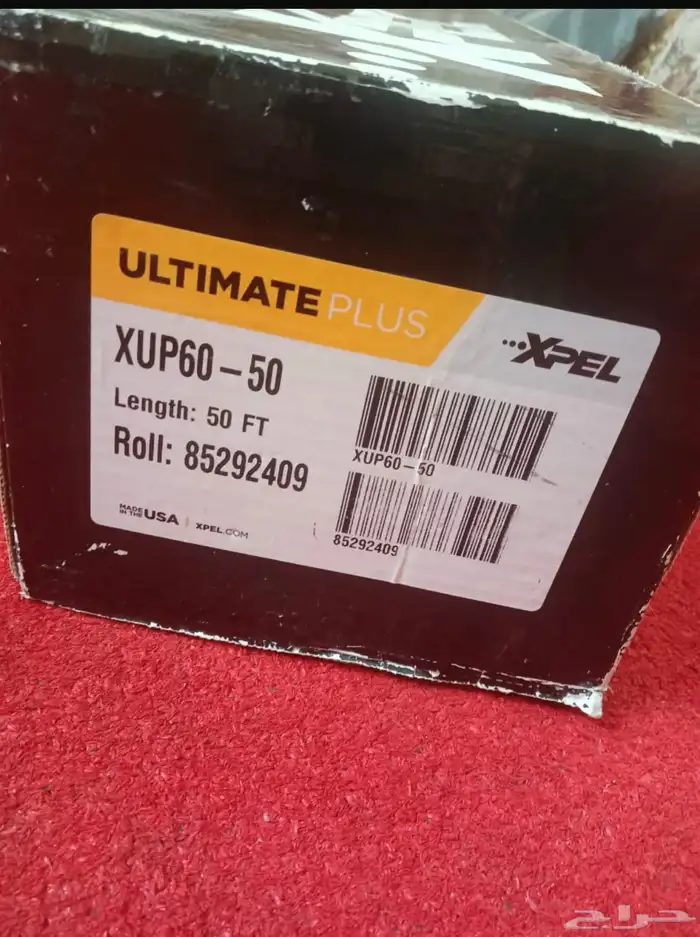 ULTIMATE PLUS
XPEL
XUP60-50
Length: 50 FT
Roll: 85292409
XUP60-50
85292409
MADE IN THE USA | XPEL.COM
حراج